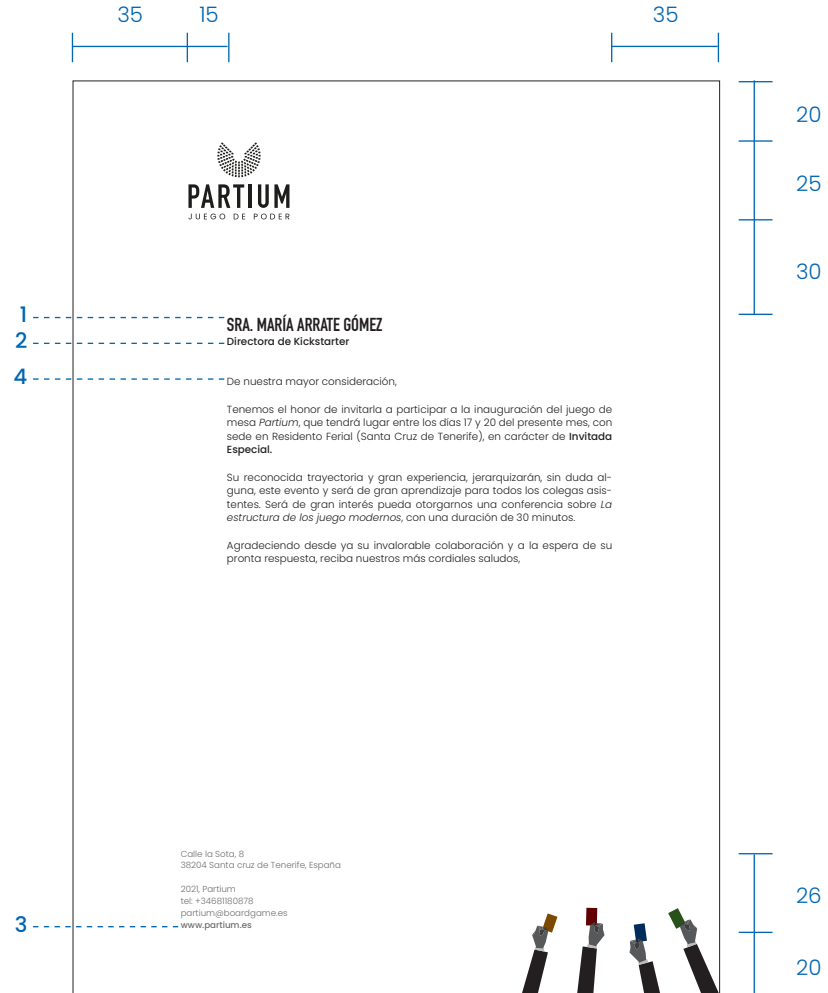 35 15 35
20
25
PARTIUM
JUEGO DE PODER
30
1
SRA. MARÍA ARRATE GÓMEZ
2
Directora de Kickstarter
4
De nuestra mayor consideración,
Tenemos el honor de invitarla a participar a la inauguración del juego de
mesa Partium, que tendrá lugar entre los días 17 y 20 del presente mes, con
sede en Residento Ferial (Santa Cruz de Tenerife), en carácter de Invitada
Especial.
Su reconocida trayectoria y gran experiencia, jerarquizarán, sin duda al-
guna, este evento y será de gran aprendizaje para todos los colegas asis-
tentes. Será de gran interés pueda otorgarnos una conferencia sobre La
estructura de los juego modernos, con una duración de 30 minutos.
Agradeciendo desde ya su invalorable colaboración y a la espera de su
pronta respuesta, reciba nuestros más cordiales saludos,
Calle la Sota, 8
38204 Santa cruz de Tenerife, España
2021, Partium
tel: +34681180878
partium@boardgame.es
3
www.partium.es
26
20